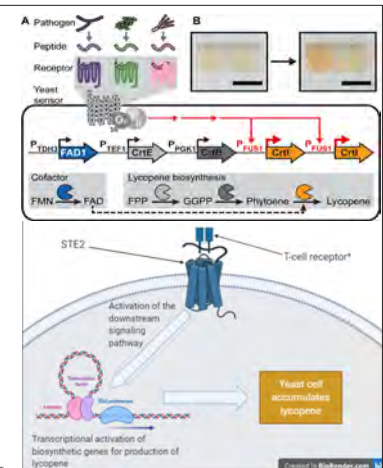 A
B
Pathogen
Peptide
Receptor
Yeast
sensor
P TDH3 FAD1 P TEF1 CrtE P PGK1 P FUS1 CrtI P FUS1 CrtI
Cofactor
FMN FAD
Lycopene biosynthesis
FPP GGPP Phytoene Lycopene
STE2
T-cell receptor*
Activation of the
downstream
signaling
pathway
Transcriptional activation of
biosynthetic genes for production of
lycopene
Yeast cell
accumulates
lycopene
Created in BioRender.com